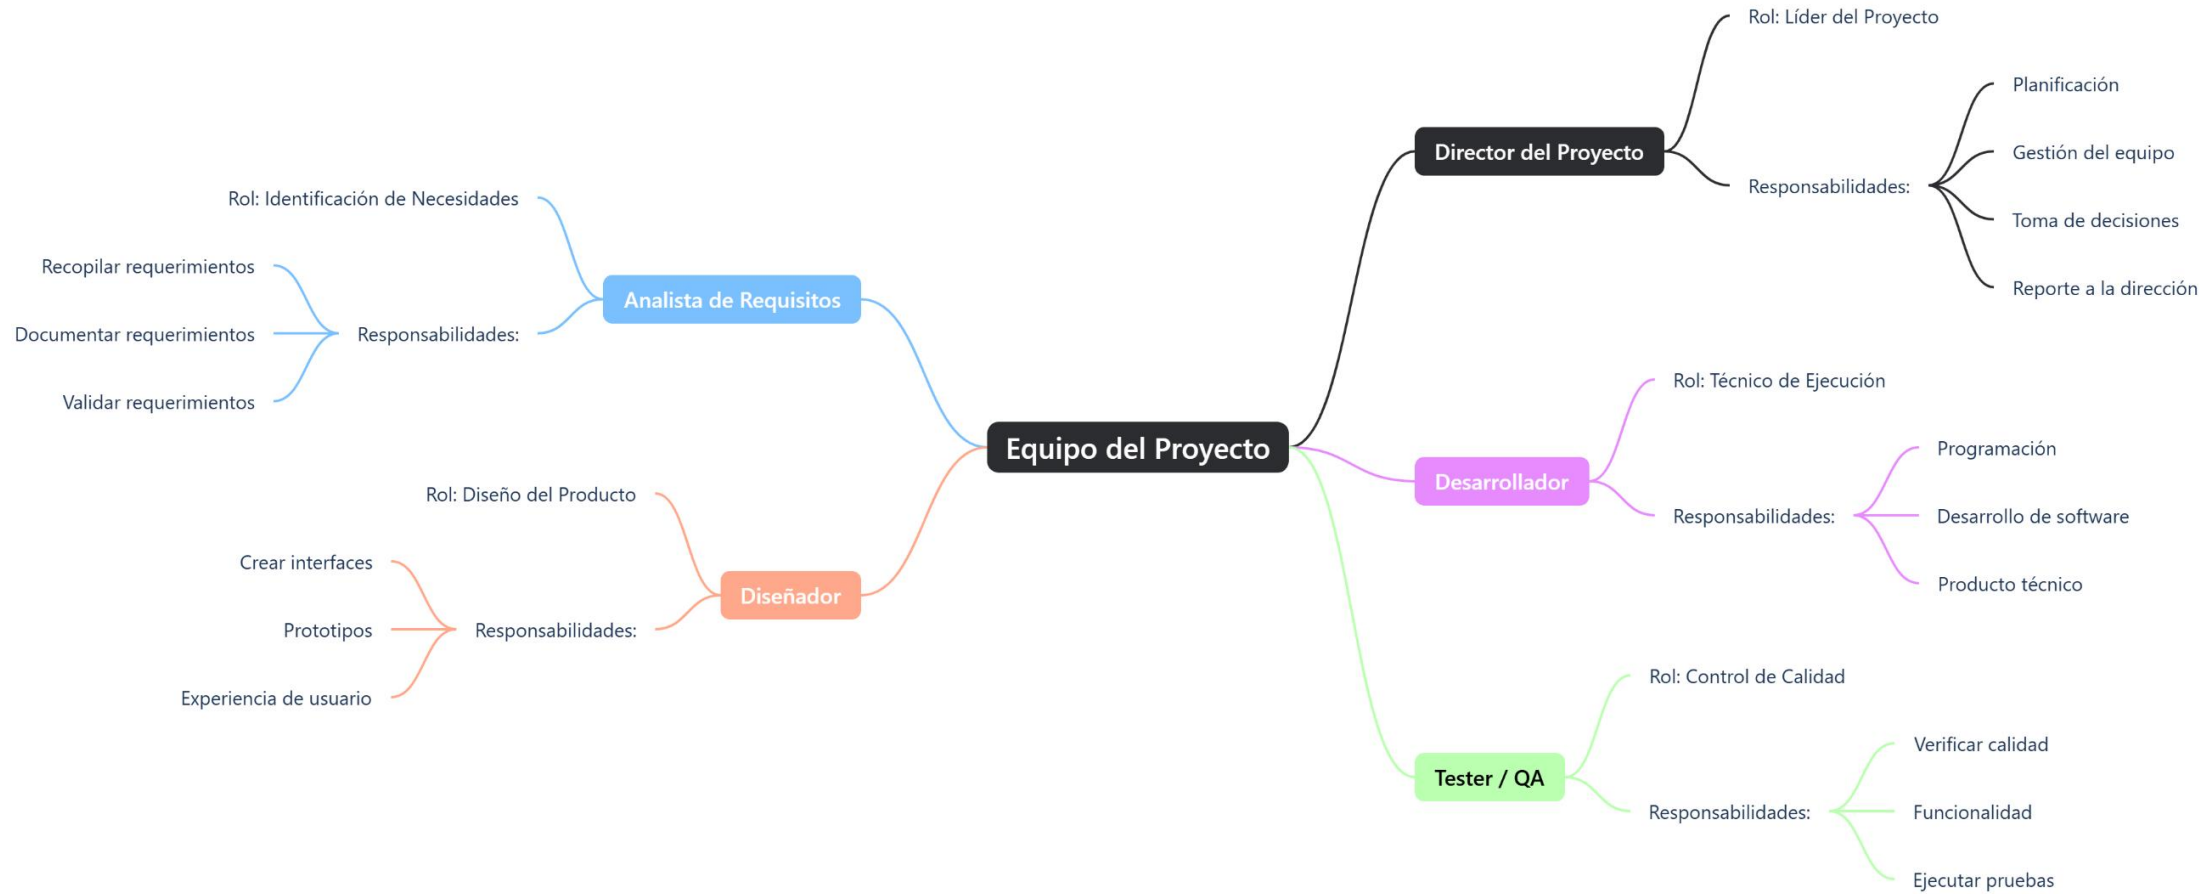 Equipo del Proyecto
Director del Proyecto
Rol: Líder del Proyecto
Responsabilidades:
Planificación
Gestión del equipo
Toma de decisiones
Reporte a la dirección
Desarrollador
Rol: Técnico de Ejecución
Responsabilidades:
Programación
Desarrollo de software
Producto técnico
Tester / QA
Rol: Control de Calidad
Responsabilidades:
Verificar calidad
Funcionalidad
Ejecutar pruebas
Analista de Requisitos
Rol: Identificación de Necesidades
Responsabilidades:
Recopilar requerimientos
Documentar requerimientos
Validar requerimientos
Diseñador
Rol: Diseño del Producto
Responsabilidades:
Crear interfaces
Prototipos
Experiencia de usuario